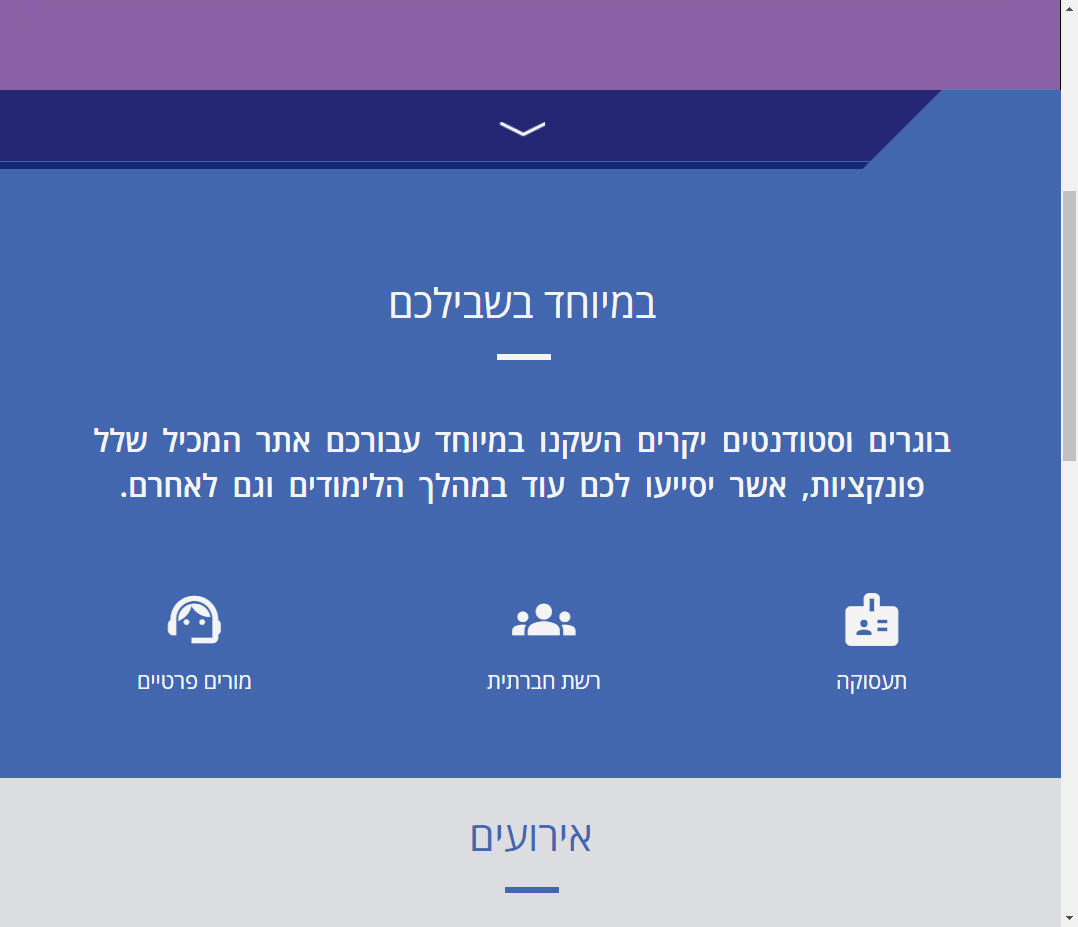 במיוחד בשבילכם
בוגרים וסטודנטים יקרים השקנו במיוחד עבורכם אתר המכיל שלל
פונקציות, אשר יסייעו לכם עוד במהלך הלימודים וגם לאחרם.
תעסוקה
רשת חברתית
מורים פרטיים
אירועים